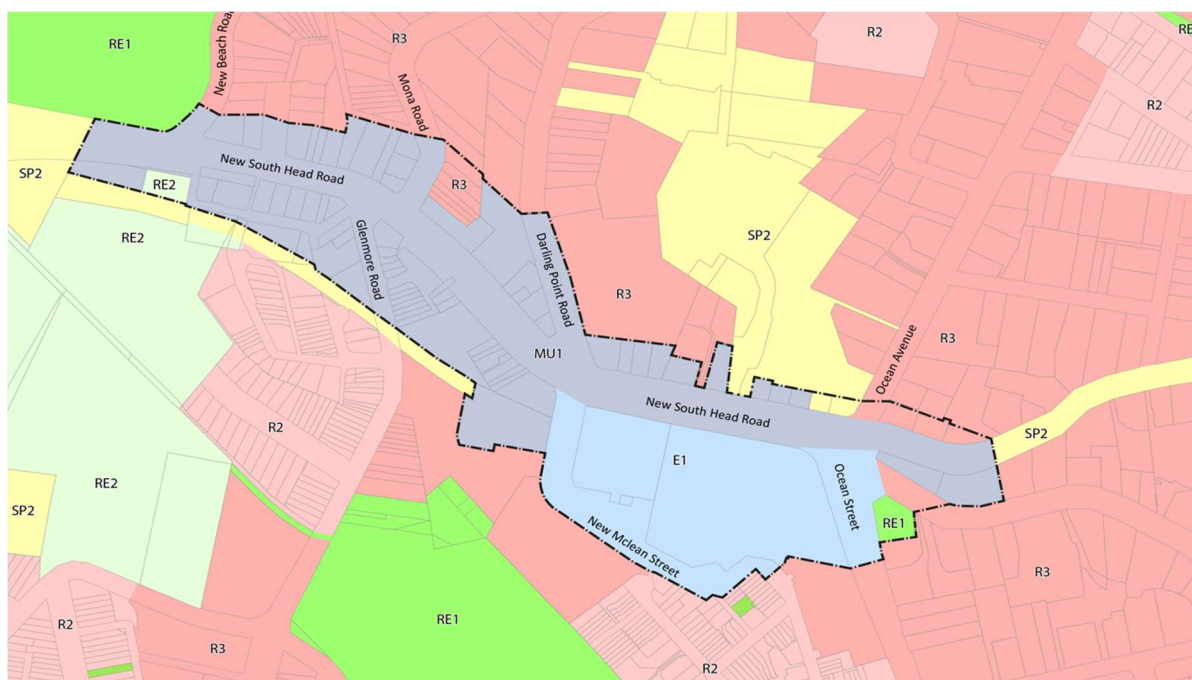 RE1
New Beach Road
R3
Mona Road
R2
RE
R2
SP2
RE2
New South Head Road
R3
RE2
Glenmore Road
Darling Point Road
SP2
R3
MU1
Ocean Avenue
R3
New South Head Road
R2
SP2
E1
Ocean Street
RE2
SP2
RE1
New Mclean Street
R3
RE1
R2
R3
R2